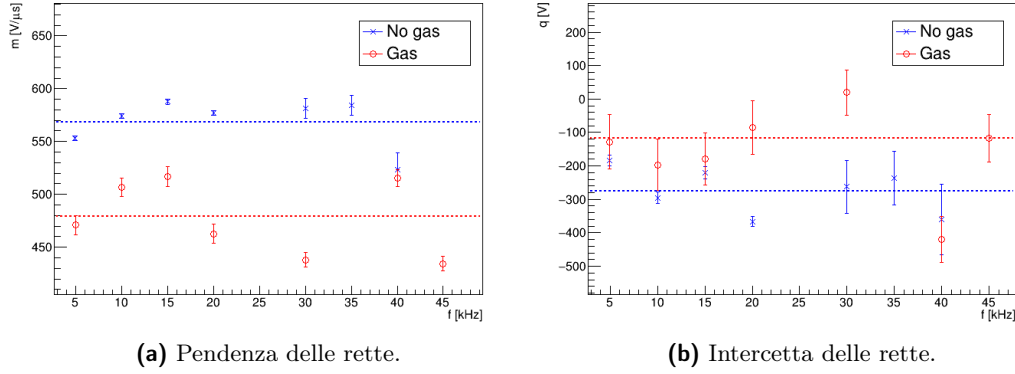 m [V/μs]
650
600
550
500
450
5 10 15 20 25 30 35 40 45
f [kHz]
No gas
Gas
q [V]
200
100
0
−100
−200
−300
−400
−500
5 10 15 20 25 30 35 40 45
f [kHz]
No gas
Gas
(a) Pendenza delle rette.
(b) Intercetta delle rette.